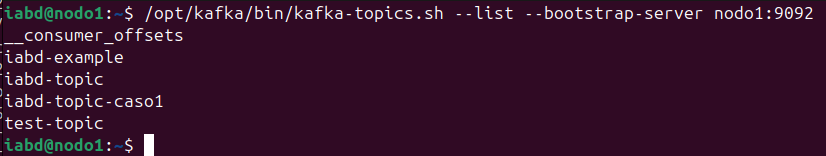 iabd@nodo1:~$ /opt/kafka/bin/kafka-topics.sh --list --bootstrap-server nodo1:9092
__consumer_offsets
iabd-example
iabd-topic
iabd-topic-caso1
test-topic
iabd@nodo1:~$